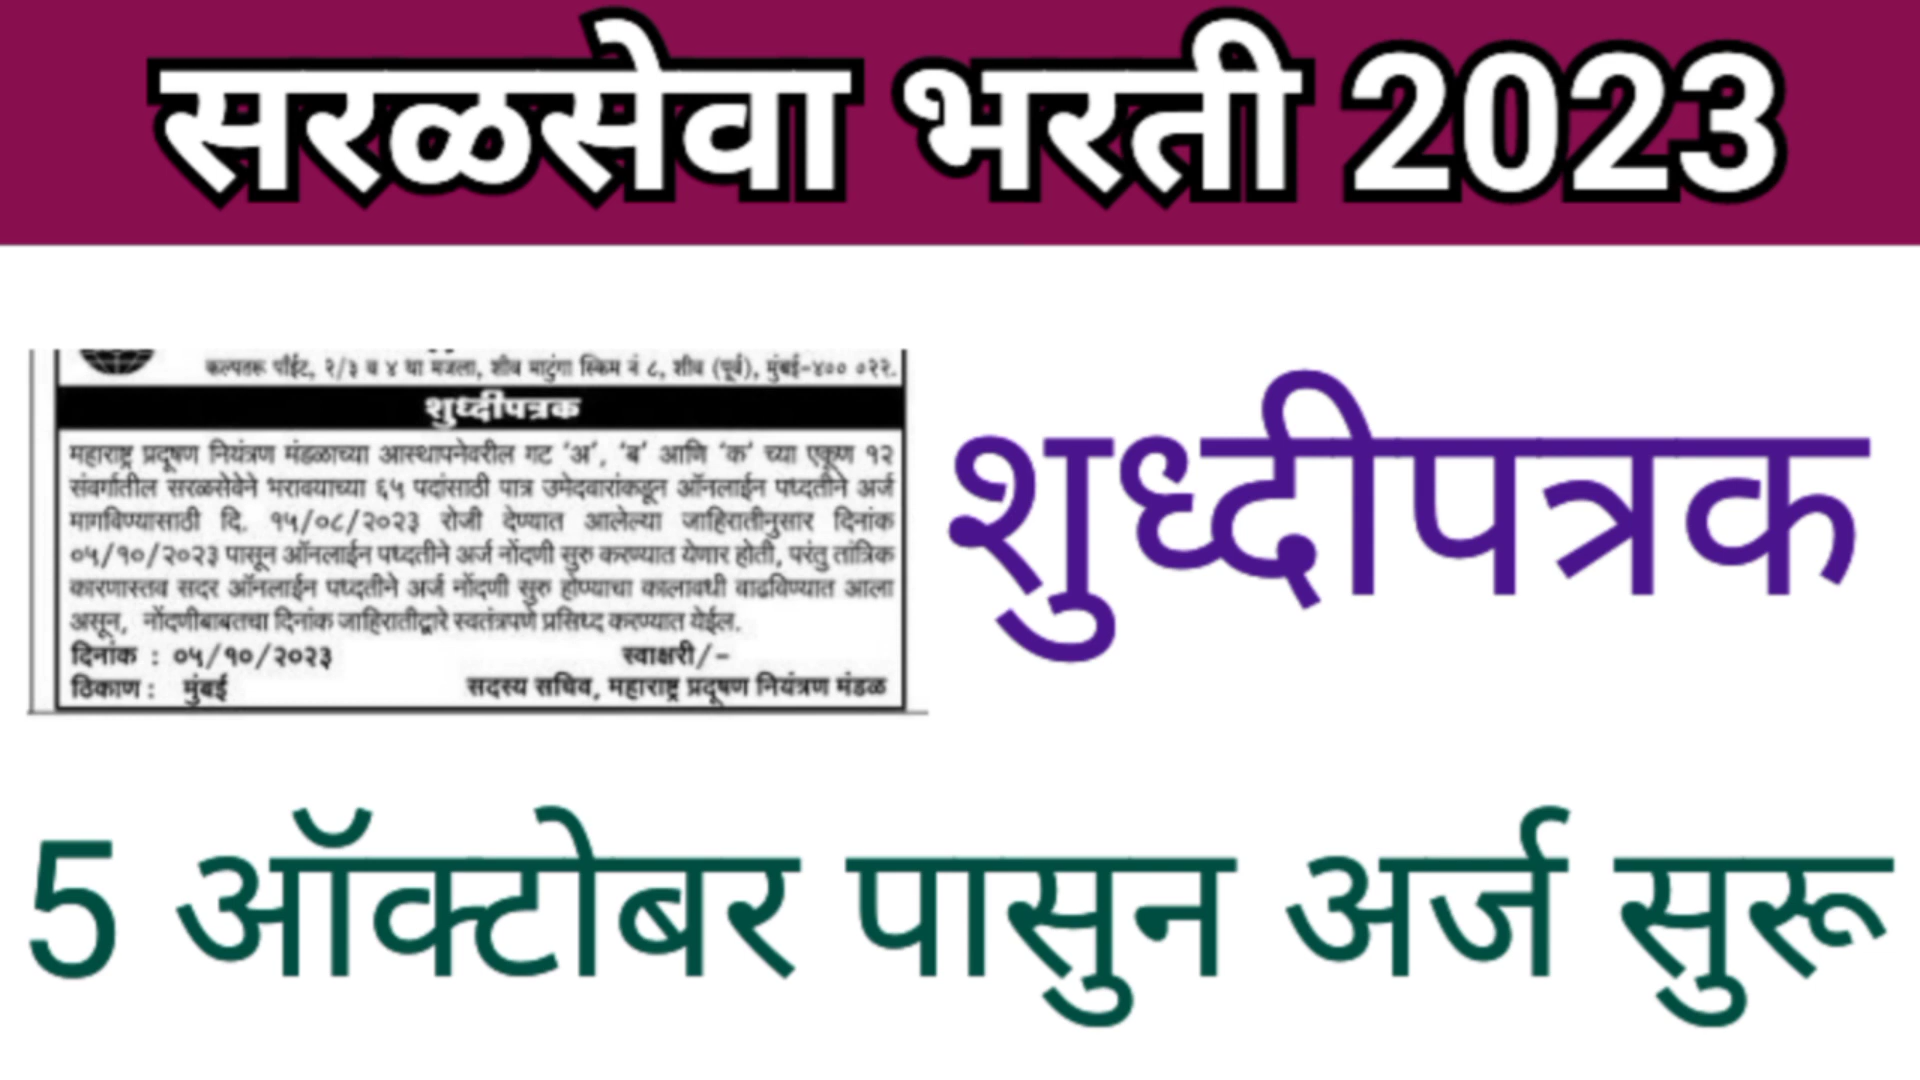 सरळसेवा भरती 2023
कल्पतरू पॉईंट, २/३ व ४ था मजला, शीव माटुंगा स्किम नं ८, शीव (पूर्व), मुंबई-४०० ०२२.
शुध्दीपत्रक
महाराष्ट्र प्रदूषण नियंत्रण मंडळाच्या आस्थापनेवरील गट ‘अ’, ‘ब’ आणि ‘क’ च्या एकूण १२
संवर्गातील सरळसेवेने भरावयाच्या ६५ पदांसाठी पात्र उमेदवारांकडून ऑनलाईन पध्दतीने अर्ज
मागविण्यासाठी दि. १५/०८/२०२३ रोजी देण्यात आलेल्या जाहिरातीनुसार दिनांक
०५/१०/२०२३ पासून ऑनलाईन पध्दतीने अर्ज नोंदणी सुरु करण्यात येणार होती, परंतु तांत्रिक
कारणास्तव सदर ऑनलाईन पध्दतीने अर्ज नोंदणी सुरु होण्याचा कालावधी वाढविण्यात आला
असून, नोंदणीबाबतचा दिनांक जाहिरातीद्वारे स्वतंत्रपणे प्रसिध्द करण्यात येईल.
दिनांक : ०५/१०/२०२३ स्वाक्षरी/-
ठिकाण : मुंबई सदस्य सचिव, महाराष्ट्र प्रदूषण नियंत्रण मंडळ
शुध्दीपत्रक
5 ऑक्टोबर पासुन अर्ज सुरू